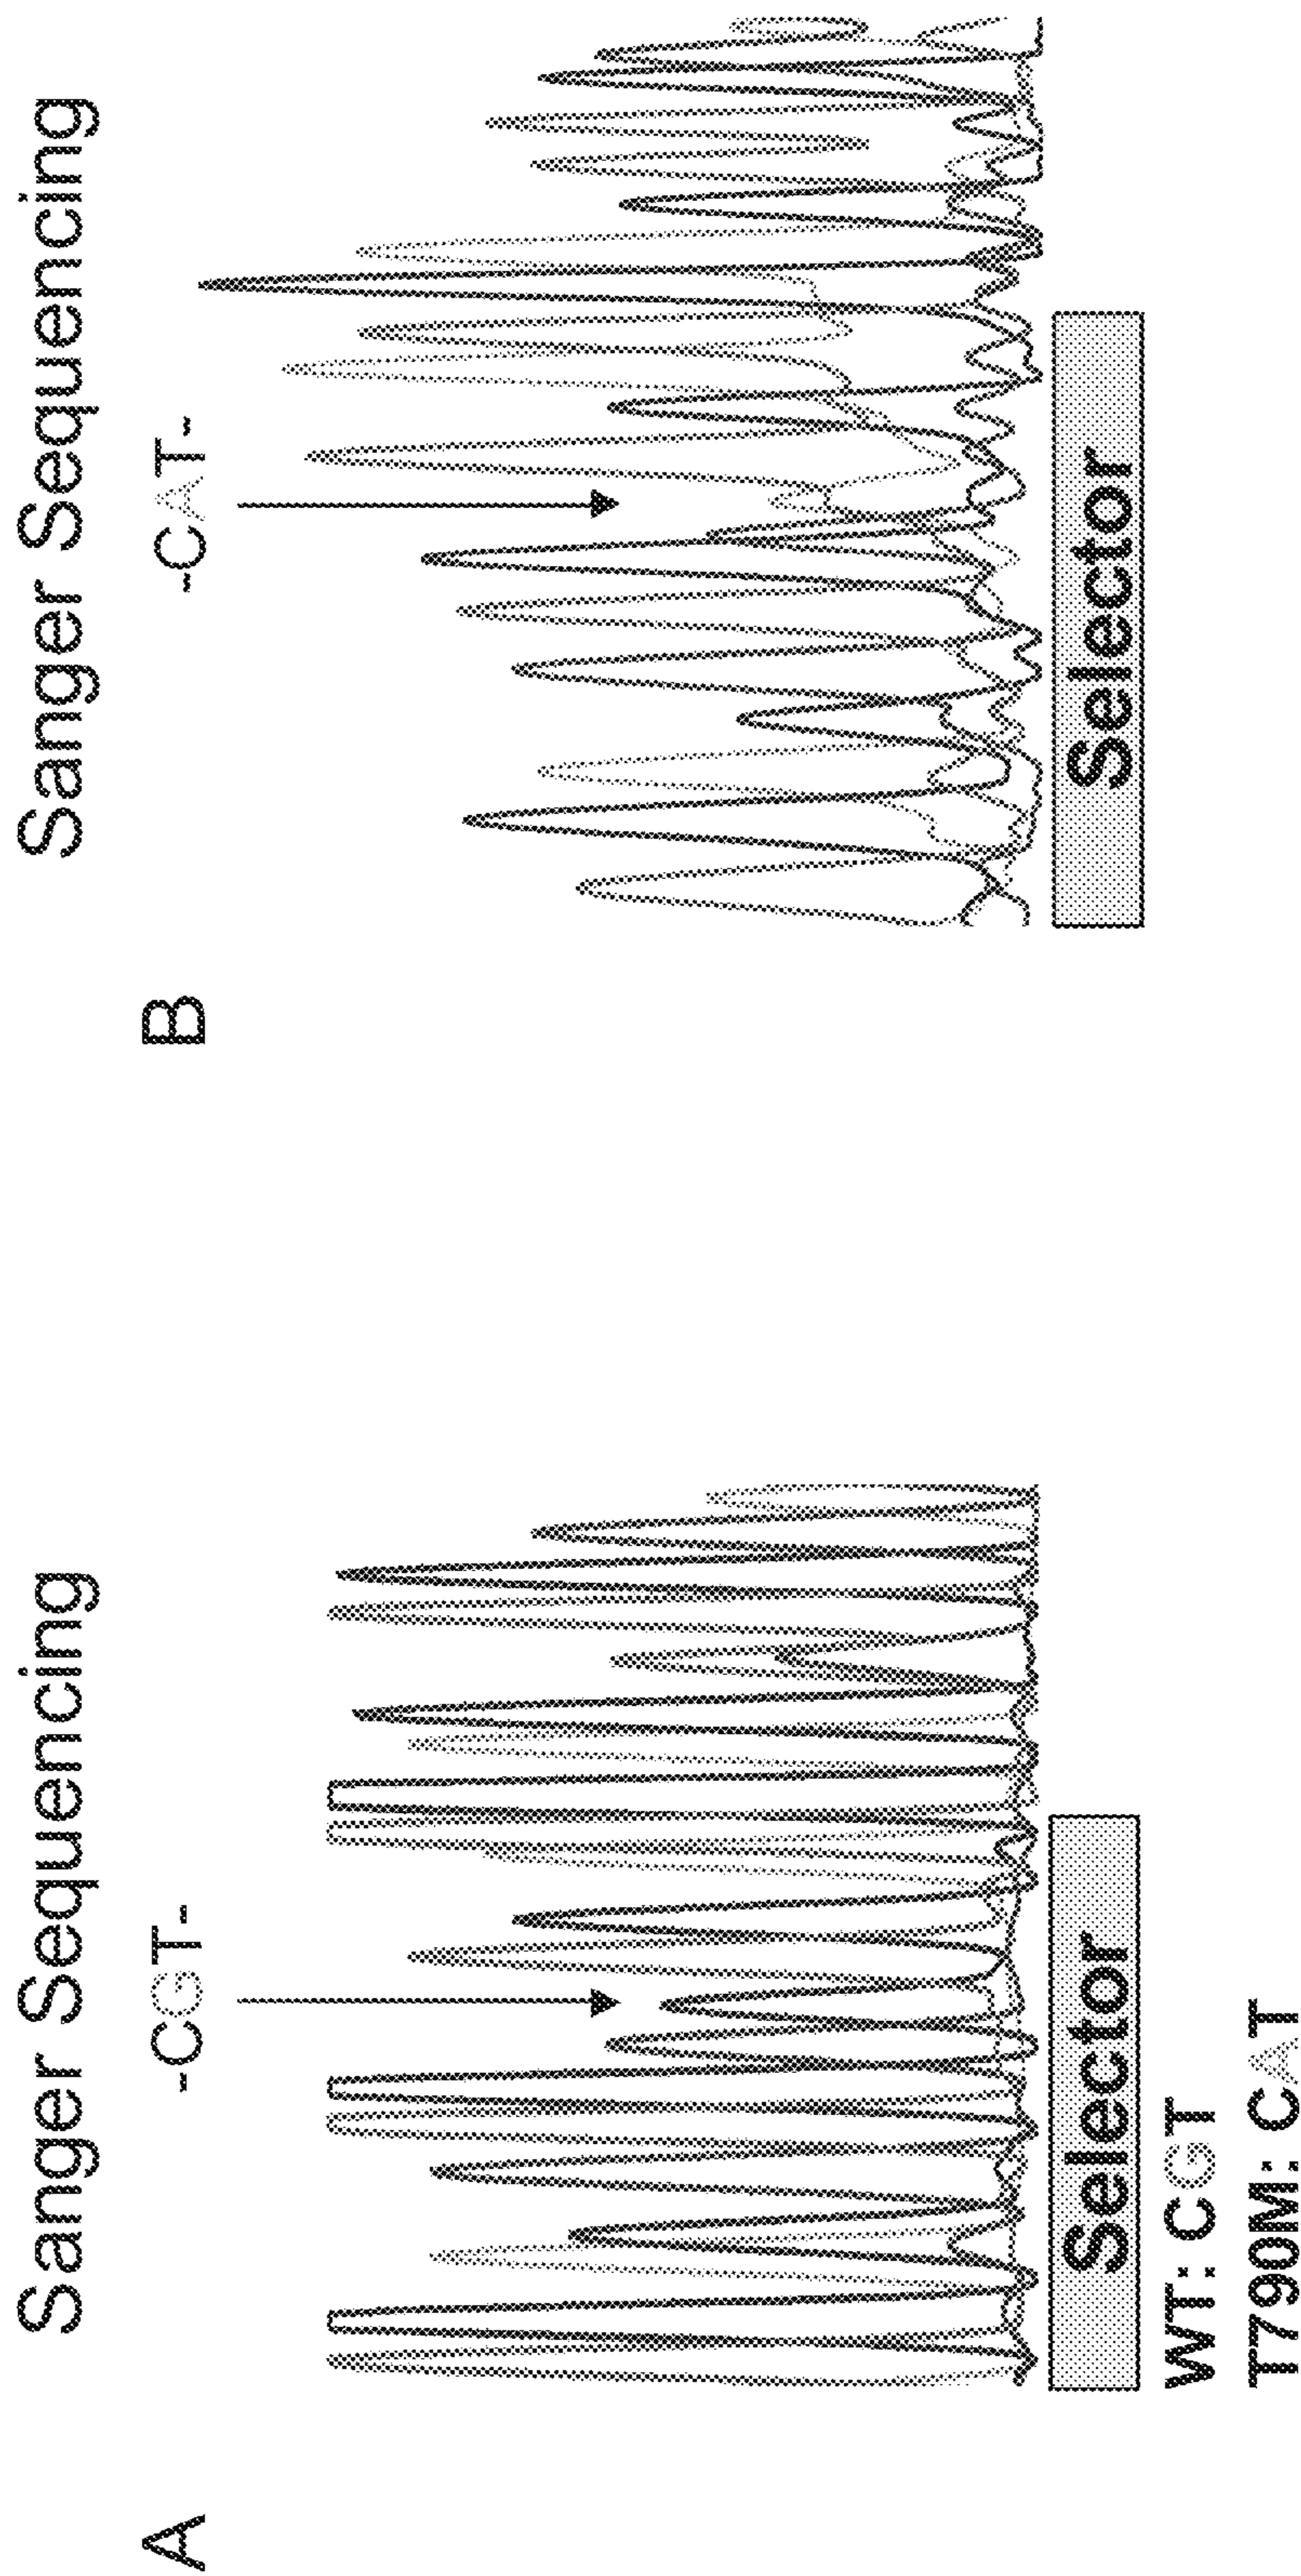 A
Sanger Sequencing
-CGT-
Selector
WT: CGT
T790M: CAT
B
Sanger Sequencing
-CAT-
Selector